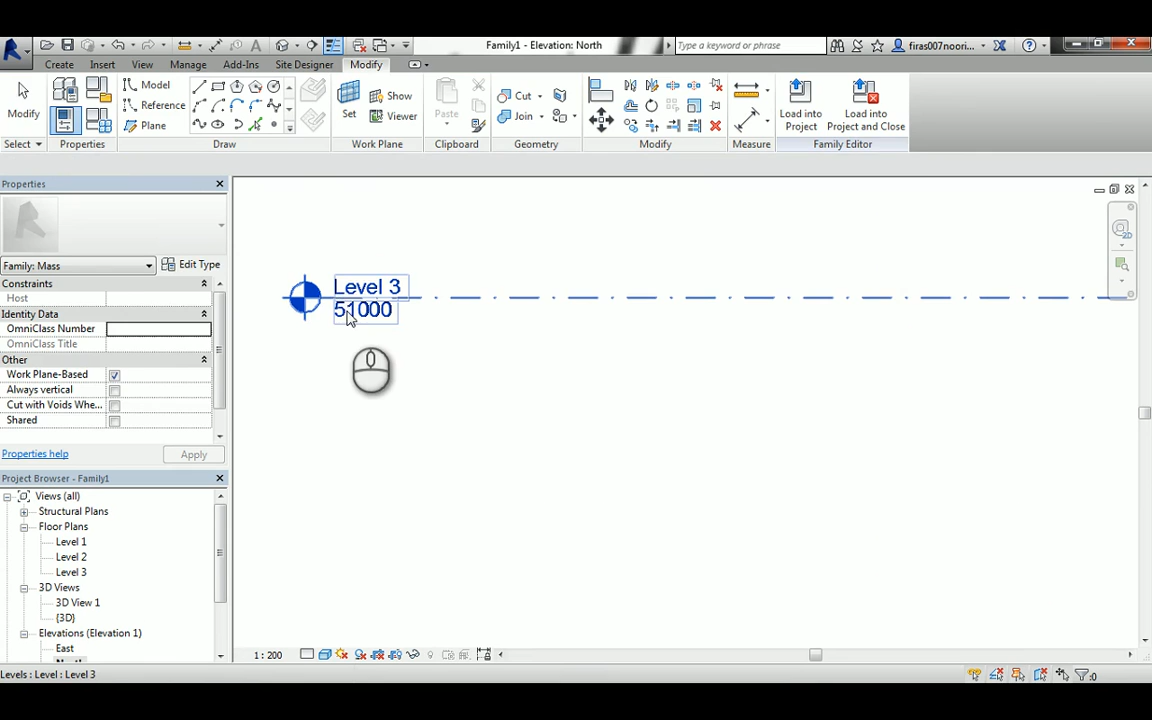 Family1 - Elevation: North
Type a keyword or phrase
firas007noori...
Create Insert View Manage Add-Ins Site Designer Modify
Modify
Model
Reference
Plane
Set
Show
Viewer
Paste
Cut
Join
Load into Project
Load into Project and Close
Select
Properties
Draw
Work Plane
Clipboard
Geometry
Modify
Measure
Family Editor
Properties
Family: Mass
Edit Type
Constraints
Host
Identity Data
OmniClass Number
OmniClass Title
Other
Work Plane-Based
Always vertical
Cut with Voids Whe...
Shared
Properties help
Apply
Project Browser - Family1
Views (all)
Structural Plans
Floor Plans
Level 1
Level 2
Level 3
3D Views
3D View 1
{3D}
Elevations (Elevation 1)
East
North
Level 3
51000
2D
1 : 200
Levels : Level : Level 3
:0